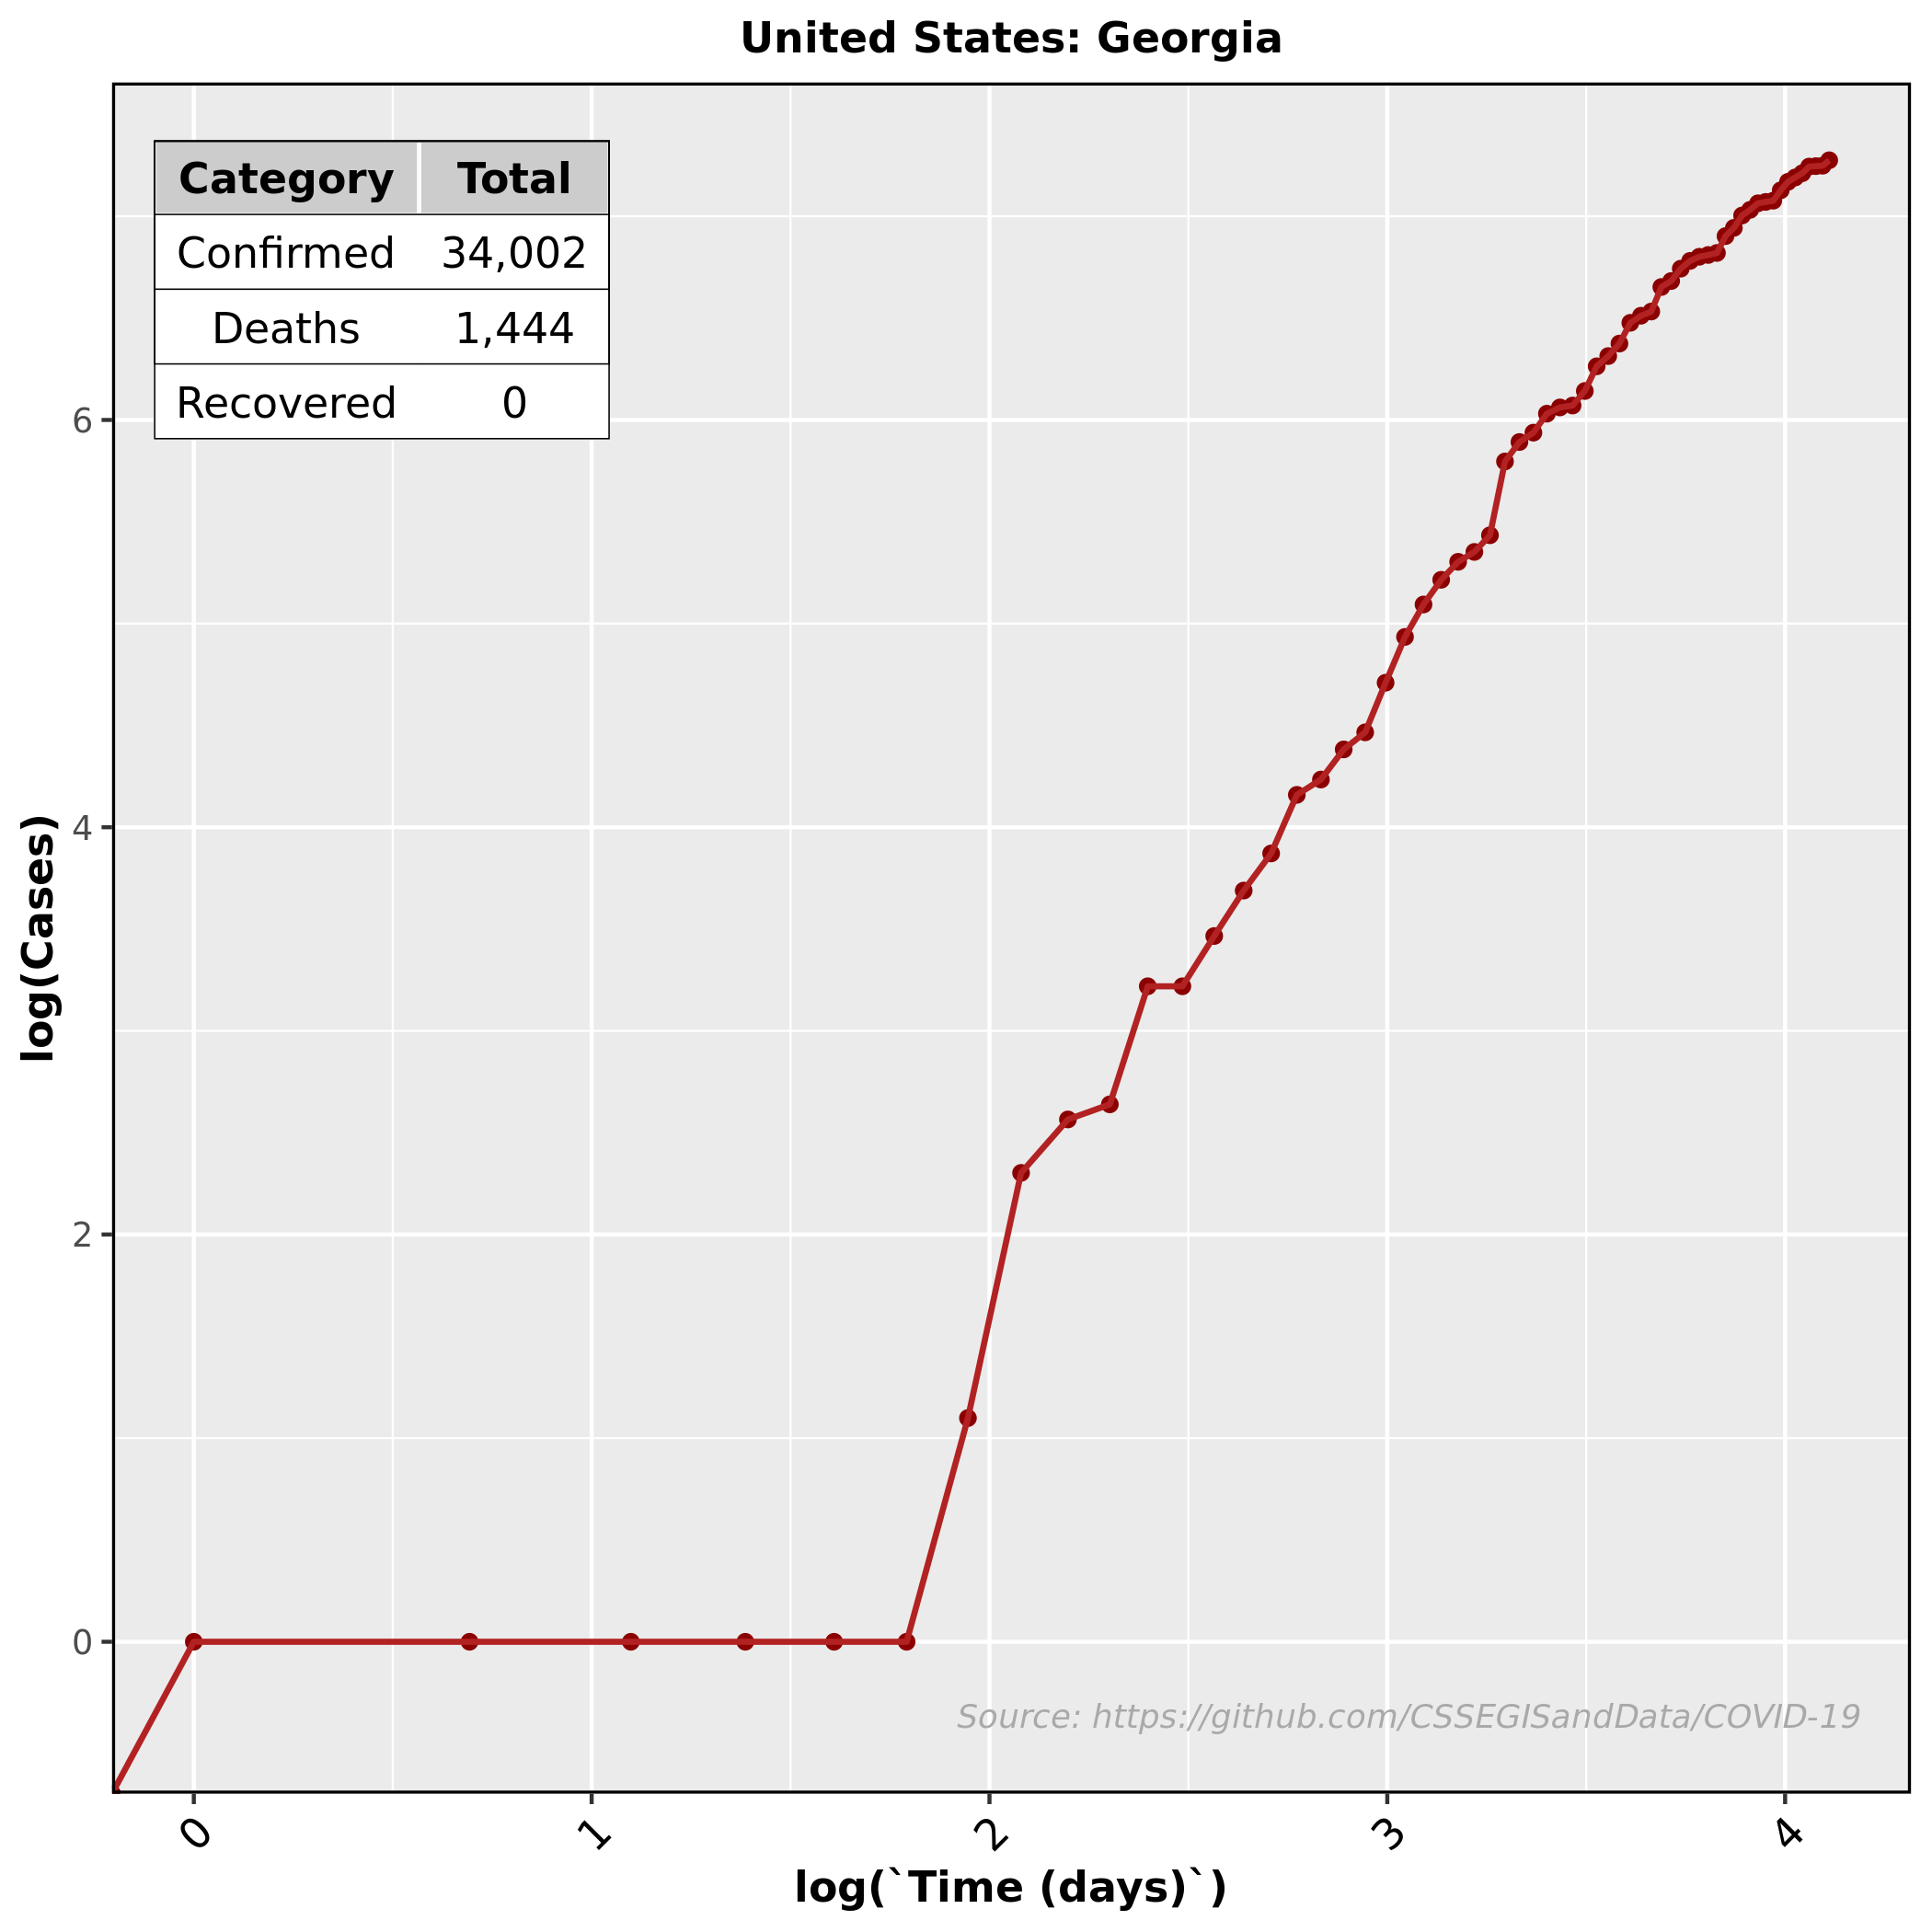 United States: Georgia
Category Total
Confirmed 34,002
Deaths 1,444
Recovered 0
6
4
2
0
log(Cases)
Source: https://github.com/CSSEGISandData/COVID-19
0 1 2 3 4
log(`Time (days)`)